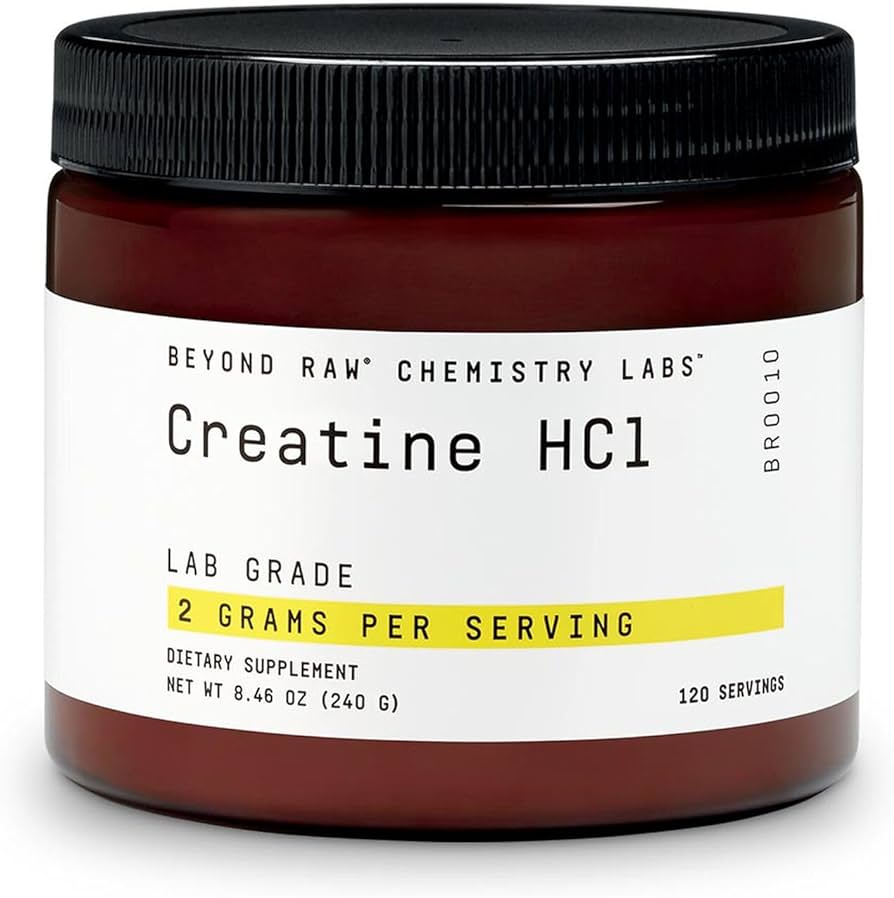 BEYOND RAW® CHEMISTRY LABS™
Creatine HCl
BR0010
LAB GRADE
2 GRAMS PER SERVING
DIETARY SUPPLEMENT
NET WT 8.46 OZ (240 G)
120 SERVINGS